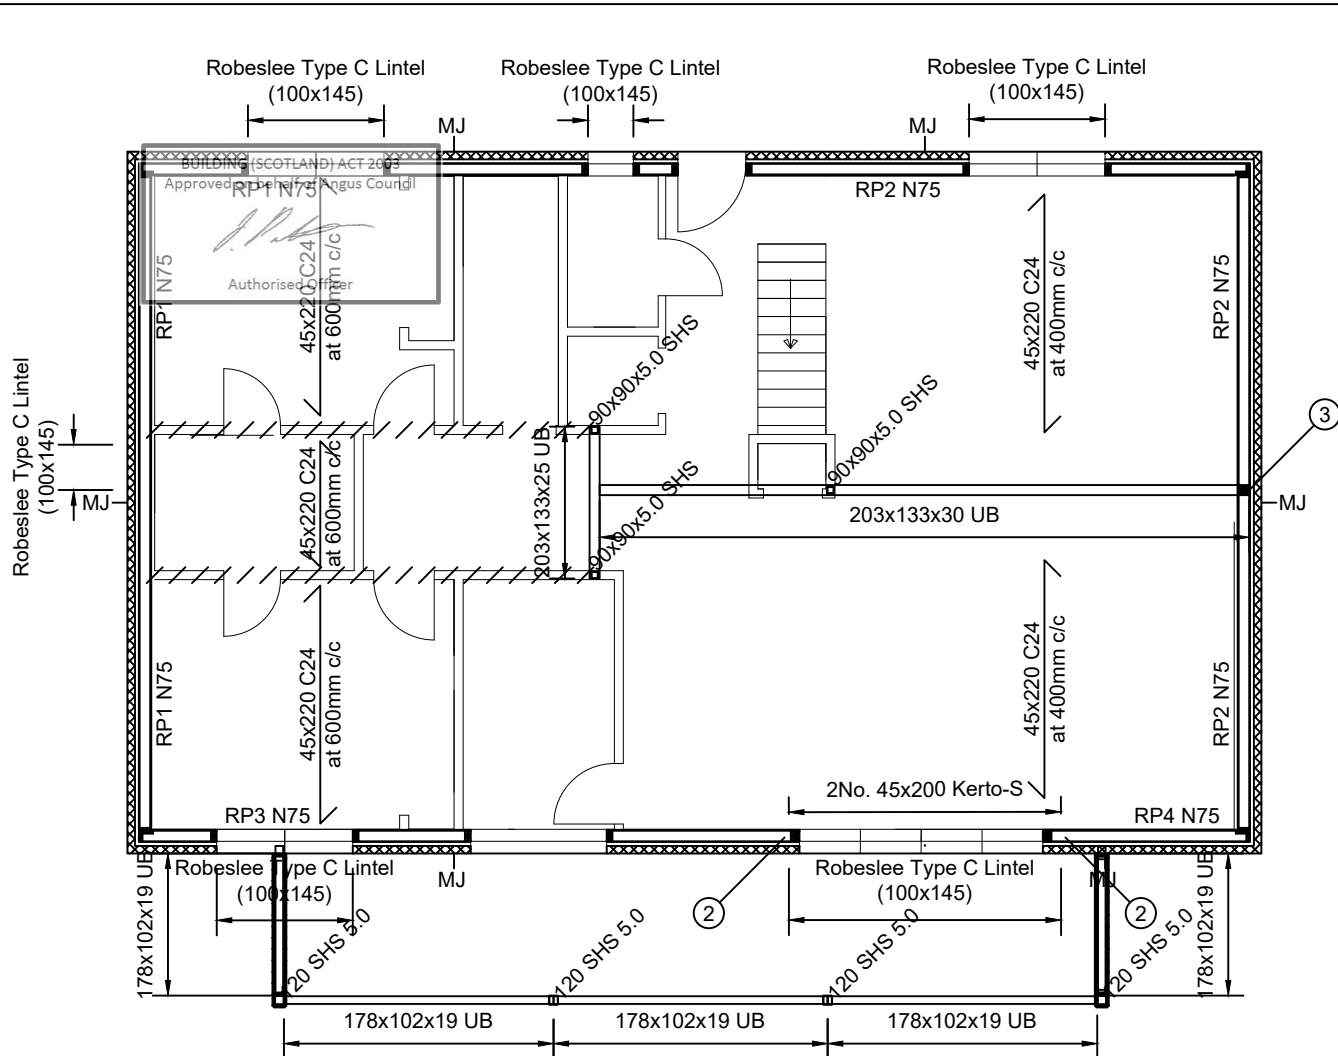 Robeslee Type C Lintel
(100x145)
Robeslee Type C Lintel
(100x145)
Robeslee Type C Lintel
(100x145)
MJ
MJ
BUILDING (SCOTLAND) ACT 2003
Approved on behalf of Angus Council
Authorised Officer
RP1 N75
RP2 N75
RP1 N75
45x220 C24
at 600mm c/c
45x220 C24
at 400mm c/c
RP2 N75
90x90x5.0 SHS
90x90x5.0 SHS
3
Robeslee Type C Lintel
(100x145)
MJ
45x220 C24
at 600mm c/c
203x133x25 UB
90x90x5.0 SHS
203x133x30 UB
MJ
RP1 N75
45x220 C24
at 600mm c/c
45x220 C24
at 400mm c/c
RP2 N75
2No. 45x200 Kerto-S
RP3 N75
RP4 N75
Robeslee Type C Lintel
(100x145)
MJ
Robeslee Type C Lintel
(100x145)
MJ
2
2
178x102x19 UB
178x102x19 UB
120 SHS 5.0
120 SHS 5.0
120 SHS 5.0
120 SHS 5.0
178x102x19 UB
178x102x19 UB
178x102x19 UB